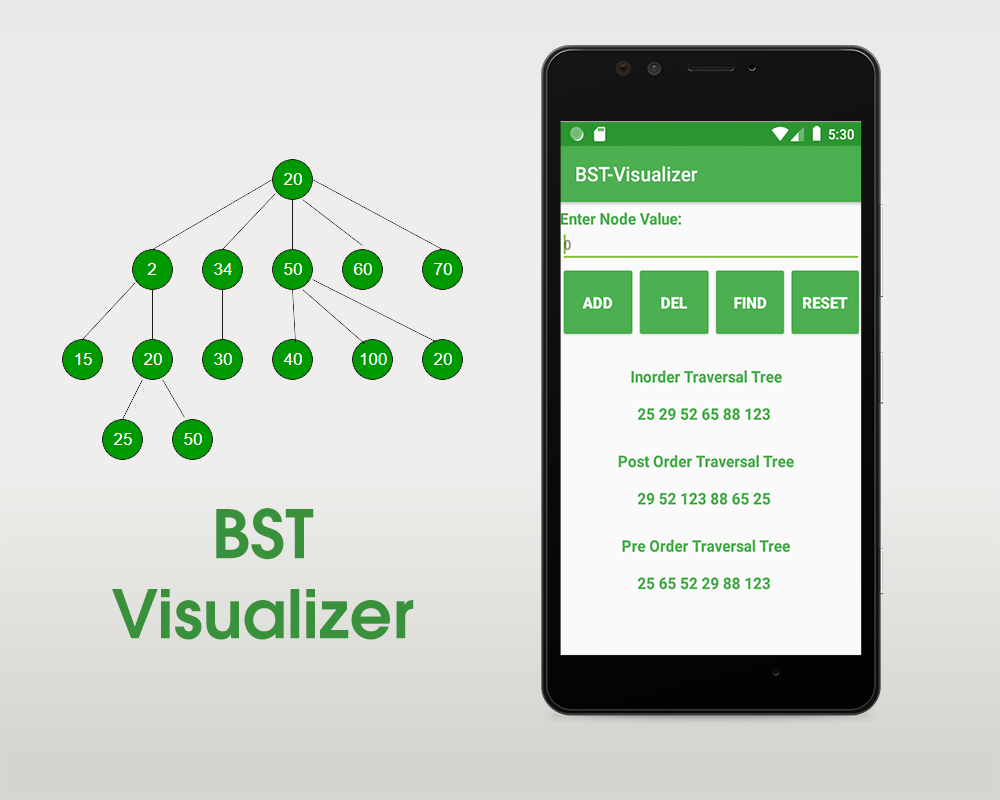 20
2 34 50 60 70
15 20 30 40 100 20
25 50
BST
Visualizer
5:30
BST-Visualizer
Enter Node Value:
0
ADD DEL FIND RESET
Inorder Traversal Tree
25 29 52 65 88 123
Post Order Traversal Tree
29 52 123 88 65 25
Pre Order Traversal Tree
25 65 52 29 88 123